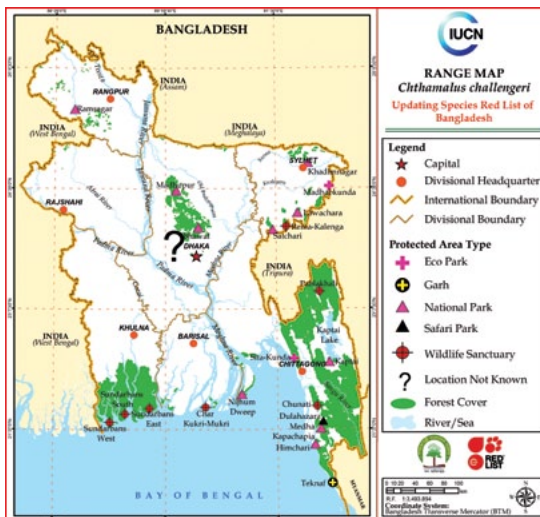 BANGLADESH
INDIA
(Assam)
RANGPUR
Ramsagar
INDIA
(West Bengal)
INDIA
(Meghalaya)
SYLHET
Khadimnagar
Madhabkunda
Lawachara
Rema-Kalenga
Satchari
Madhupur
RAJSHAHI
Padma River
?
DHAKA
Padma River
INDIA
(Tripura)
INDIA
(West Bengal)
KHULNA
BARISAL
Pablakhali
Kaptai
Lake
Sita-Kunda
Kaptai
CHITTAGONG
Sundarbans
South
Sundarbans
East
Sundarbans
West
Char
Kukri-Mukri
Nijhum
Dweep
Chunati
Dulahazara
Medha
Kapachapia
Himchari
Teknaf
MYANMAR
BAY OF BENGAL
IUCN
RANGE MAP
Chthamalus challengeri
Updating Species Red List of
Bangladesh
Legend
Capital
Divisional Headquarter
International Boundary
Divisional Boundary
Protected Area Type
Eco Park
Garh
National Park
Safari Park
Wildlife Sanctuary
? Location Not Known
Forest Cover
River/Sea
RED
LIST
Coordinate System:
Bangladesh Transverse Mercator (BTM)